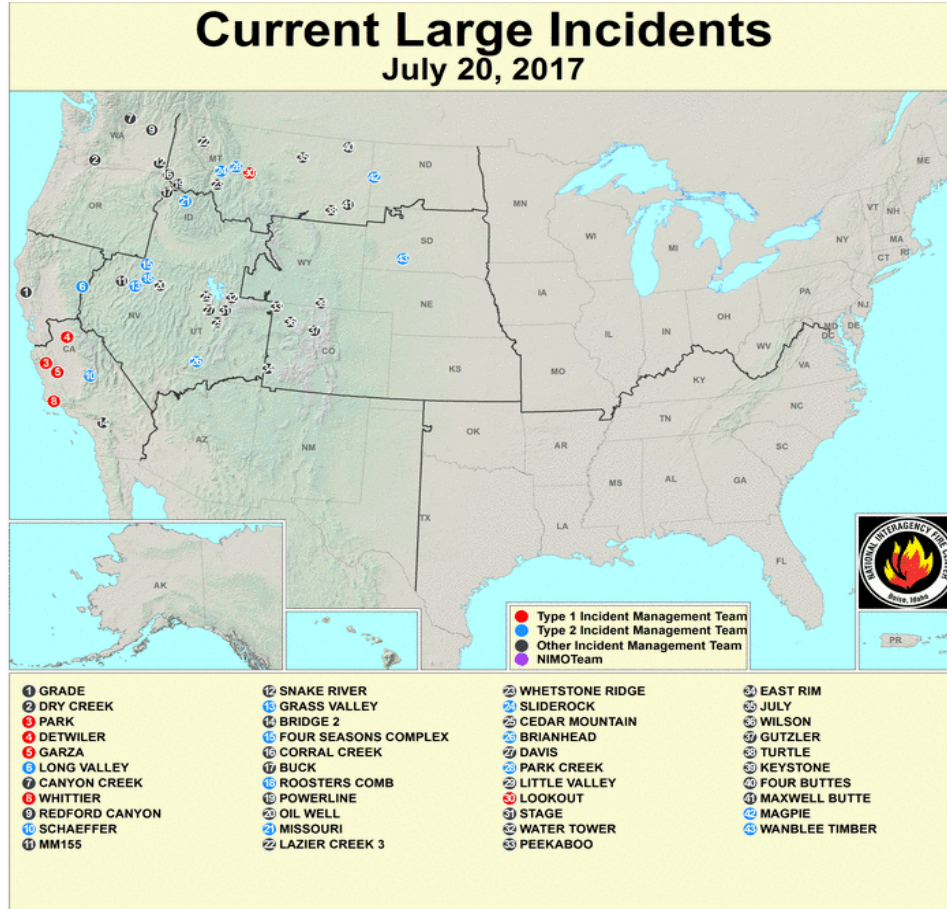 Current Large Incidents
July 20, 2017
WA
MT
ND
OR
ID
MN
ME
VT
NH
WI
MI
NY
MA
CT
RI
SD
WY
NE
IA
PA
NJ
IL
IN
OH
MD
DE
DC
NV
UT
CO
CA
KS
MO
WV
VA
KY
AZ
NM
OK
AR
TN
NC
SC
MS
AL
GA
TX
LA
FL
AK
PR
NATIONAL INTERAGENCY FIRE CENTER
Boise, Idaho
Type 1 Incident Management Team
Type 2 Incident Management Team
Other Incident Management Team
NIMOTeam
1 GRADE
2 DRY CREEK
3 PARK
4 DETWILER
5 GARZA
6 LONG VALLEY
7 CANYON CREEK
8 WHITTIER
9 REDFORD CANYON
10 SCHAEFFER
11 MM155
12 SNAKE RIVER
13 GRASS VALLEY
14 BRIDGE 2
15 FOUR SEASONS COMPLEX
16 CORRAL CREEK
17 BUCK
18 ROOSTERS COMB
19 POWERLINE
20 OIL WELL
21 MISSOURI
22 LAZIER CREEK 3
23 WHETSTONE RIDGE
24 SLIDEROCK
25 CEDAR MOUNTAIN
26 BRIANHEAD
27 DAVIS
28 PARK CREEK
29 LITTLE VALLEY
30 LOOKOUT
31 STAGE
32 WATER TOWER
33 PEEKABOO
34 EAST RIM
35 JULY
36 WILSON
37 GUTZLER
38 TURTLE
39 KEYSTONE
40 FOUR BUTTES
41 MAXWELL BUTTE
42 MAGPIE
43 WANBLEE TIMBER